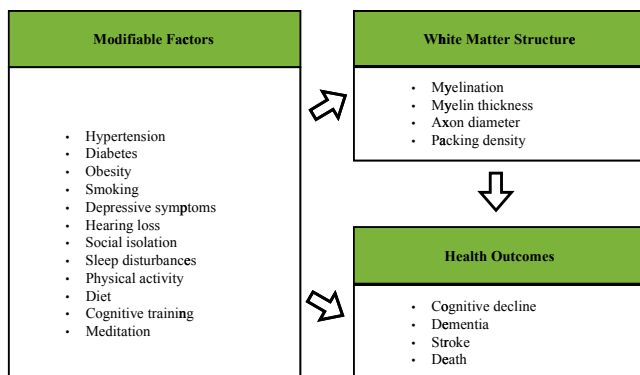 Modifiable Factors
• Hypertension
• Diabetes
• Obesity
• Smoking
• Depressive symptoms
• Hearing loss
• Social isolation
• Sleep disturbances
• Physical activity
• Diet
• Cognitive training
• Meditation
White Matter Structure
• Myelination
• Myelin thickness
• Axon diameter
• Packing density
Health Outcomes
• Cognitive decline
• Dementia
• Stroke
• Death